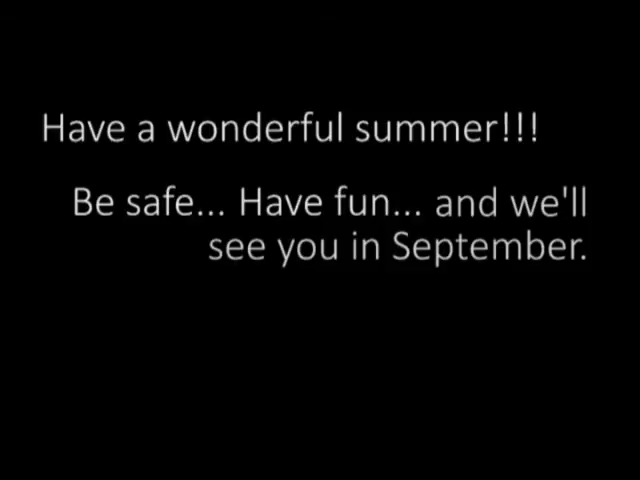 Have a wonderful summer!!!
Be safe... Have fun... and we'll
see you in September.